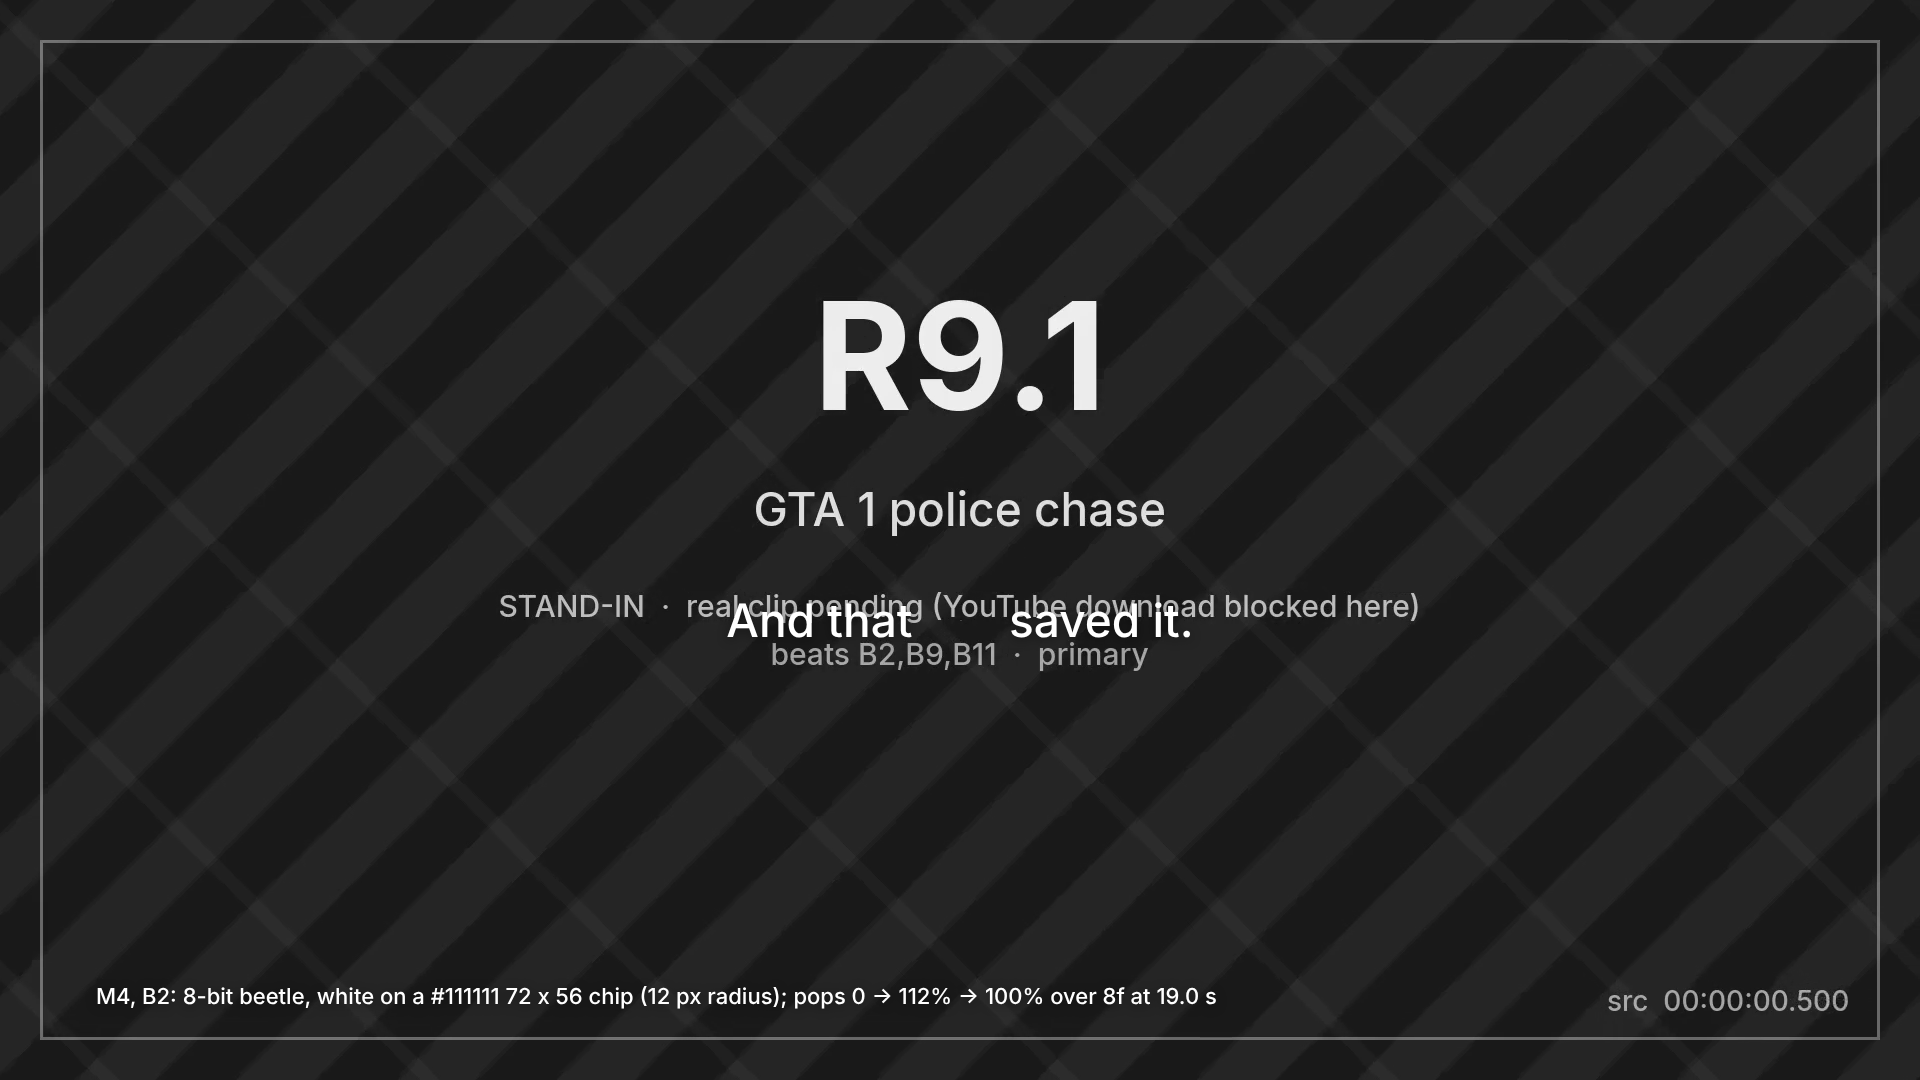 R9.1
GTA 1 police chase
STAND-IN · real clip pending (YouTube download blocked here)
And that saved it.
beats B2,B9,B11 · primary
M4, B2: 8-bit beetle, white on a #111111 72 x 56 chip (12 px radius); pops 0 → 112% → 100% over 8f at 19.0 s
src 00:00:00.500